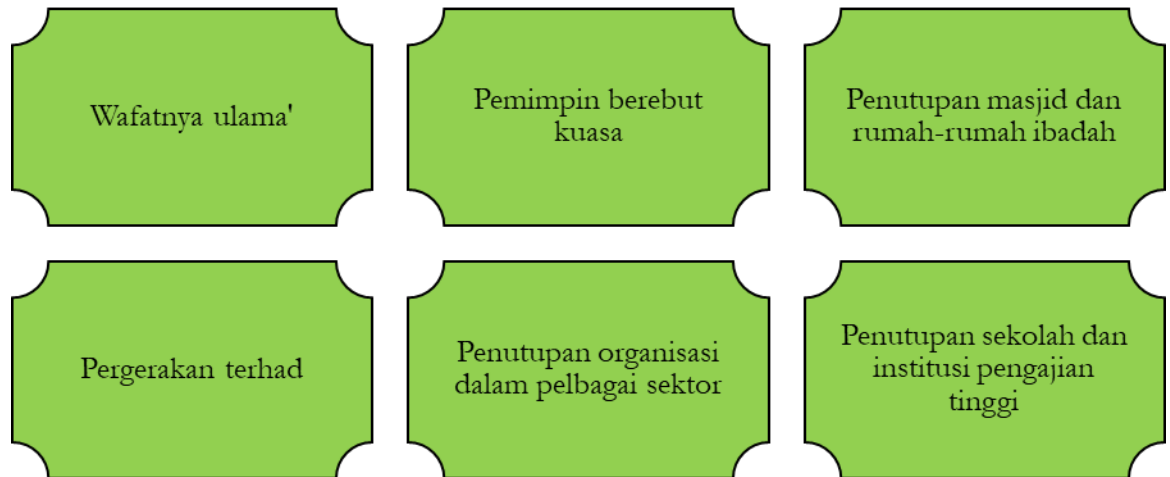 Wafatnya ulama'
Pemimpin berebut
kuasa
Penutupan masjid dan
rumah-rumah ibadah
Pergerakan terhad
Penutupan organisasi
dalam pelbagai sektor
Penutupan sekolah dan
institusi pengajian
tinggi